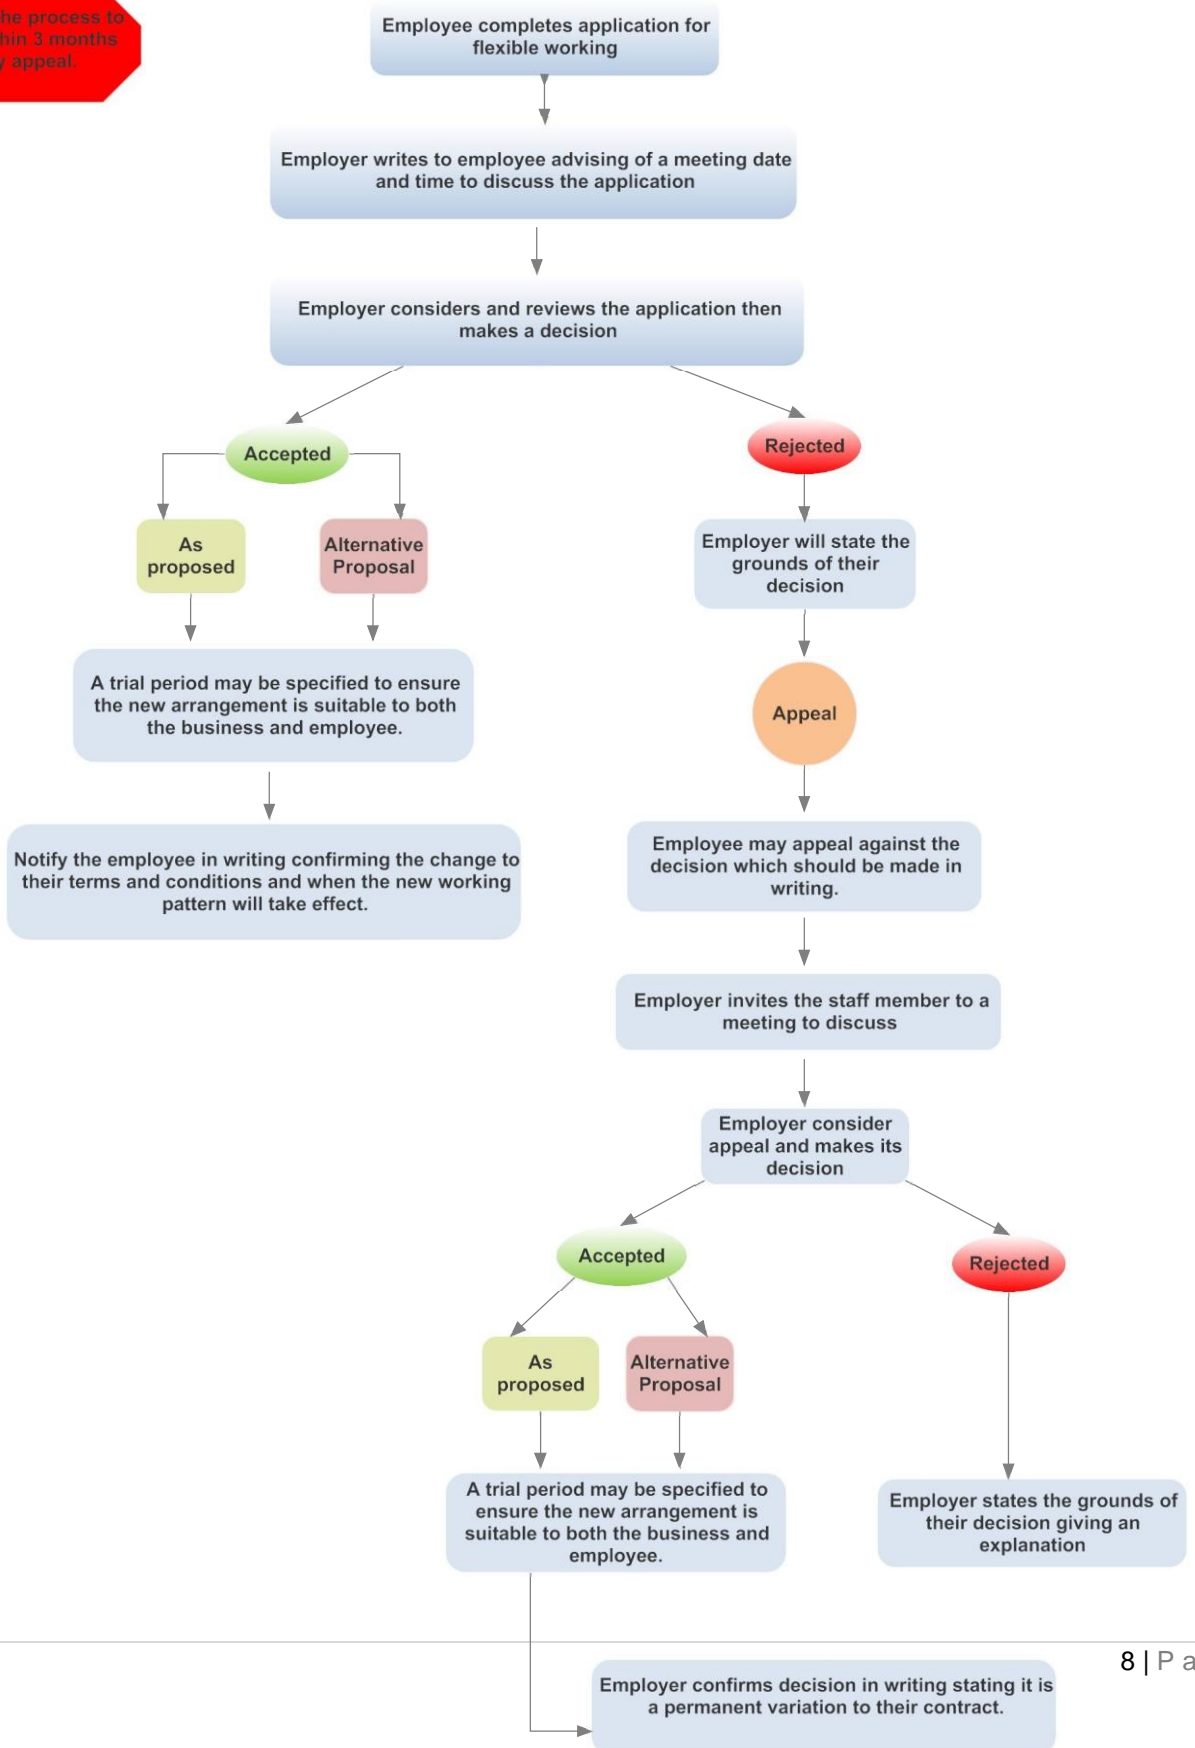 he process to
hin 3 months
y appeal.
Employee completes application for
flexible working
Employer writes to employee advising of a meeting date
and time to discuss the application
Employer considers and reviews the application then
makes a decision
Accepted
Rejected
As
proposed
Alternative
Proposal
Employer will state the
grounds of their
decision
A trial period may be specified to ensure
the new arrangement is suitable to both
the business and employee.
Appeal
Notify the employee in writing confirming the change to
their terms and conditions and when the new working
pattern will take effect.
Employee may appeal against the
decision which should be made in
writing.
Employer invites the staff member to a
meeting to discuss
Employer consider
appeal and makes its
decision
Accepted
Rejected
As
proposed
Alternative
Proposal
A trial period may be specified to
ensure the new arrangement is
suitable to both the business and
employee.
Employer states the grounds of
their decision giving an
explanation
8 | P a
Employer confirms decision in writing stating it is
a permanent variation to their contract.